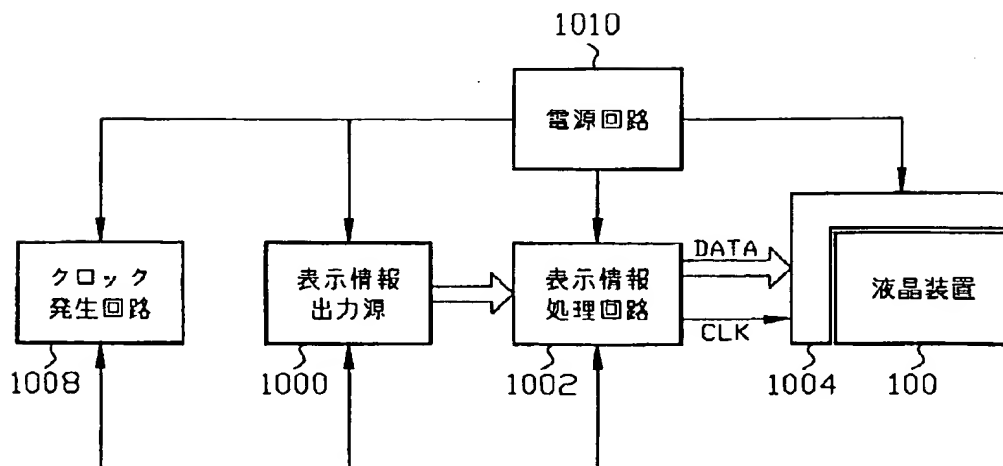 1010
電源回路
クロック
発生回路
表示情報
出力源
表示情報
処理回路
DATA
CLK
液晶装置
1008
1000
1002
1004
100